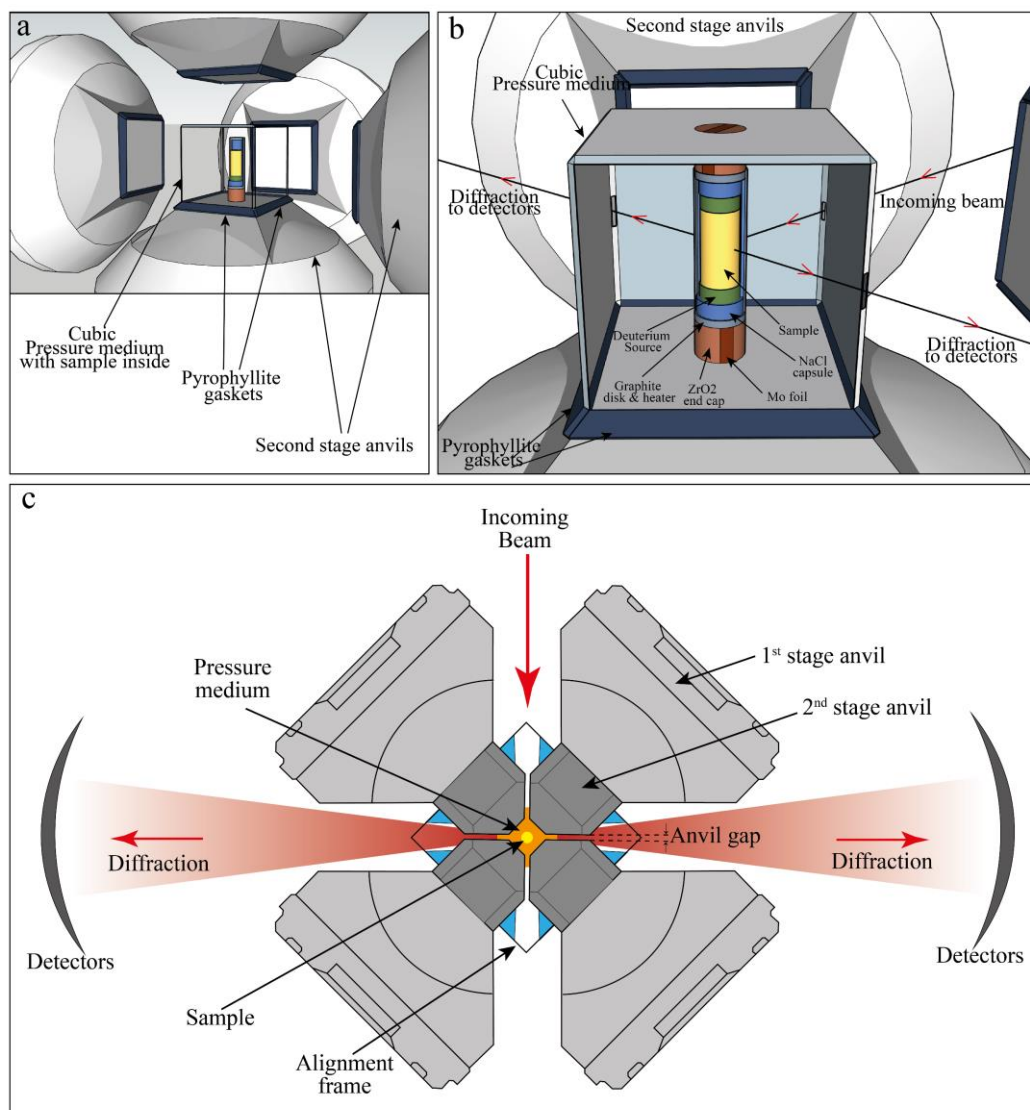 a
Cubic
Pressure medium
with sample inside
Pyrophyllite
gaskets
Second stage anvils
b
Second stage anvils
Cubic
Pressure medium
Diffraction
to detectors
Incoming beam
Deuterium
Source
Sample
Graphite
disk & heater
ZrO2
end cap
Mo foil
NaCl
capsule
Diffraction
to detectors
Pyrophyllite
gaskets
c
Incoming
Beam
Pressure
medium
1st stage anvil
2nd stage anvil
Anvil gap
Diffraction
Diffraction
Detectors
Detectors
Sample
Alignment
frame